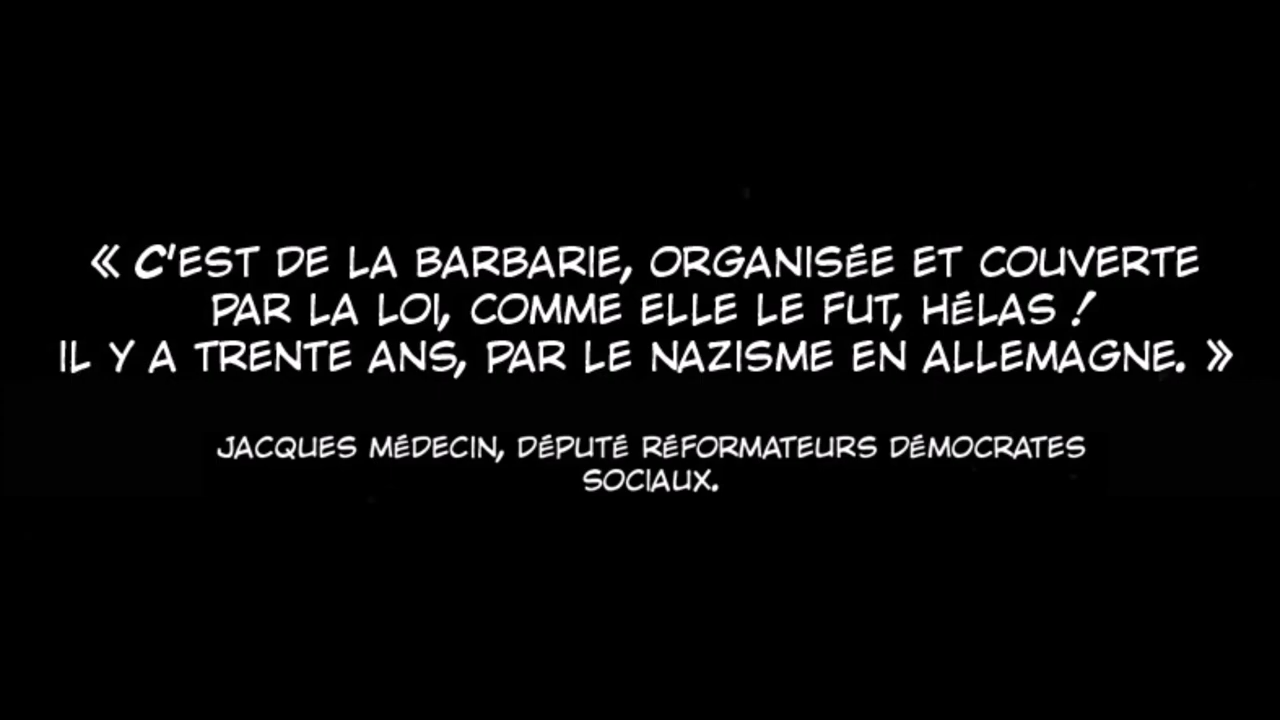 « C'EST DE LA BARBARIE, ORGANISÉE ET COUVERTE
PAR LA LOI, COMME ELLE LE FUT, HÉLAS !
IL Y A TRENTE ANS, PAR LE NAZISME EN ALLEMAGNE. »
JACQUES MÉDECIN, DÉPUTÉ RÉFORMATEURS DÉMOCRATES
SOCIAUX.